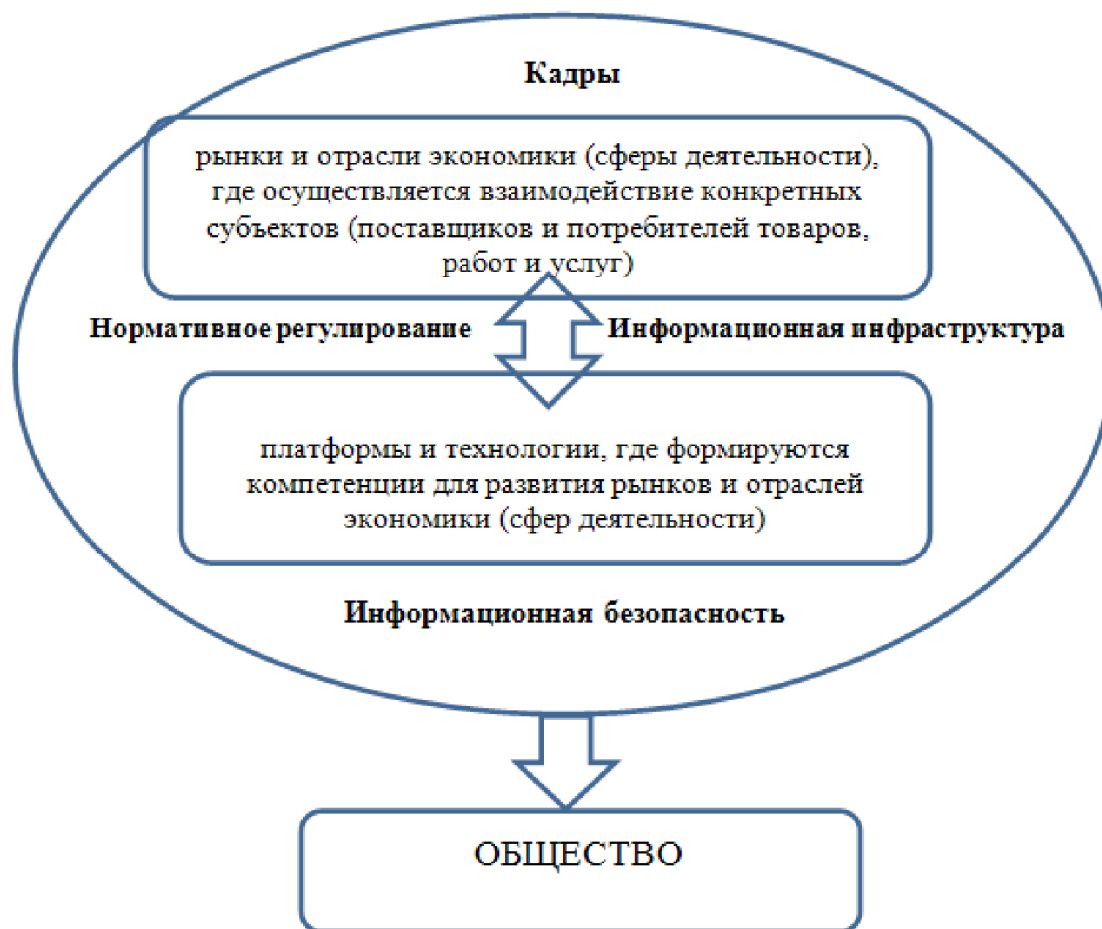 Кадры
рынки и отрасли экономики (сферы деятельности),
где осуществляется взаимодействие конкретных
субъектов (поставщиков и потребителей товаров,
работ и услуг)
Нормативное регулирование
Информационная инфраструктура
платформы и технологии, где формируются
компетенции для развития рынков и отраслей
экономики (сфер деятельности)
Информационная безопасность
ОБЩЕСТВО